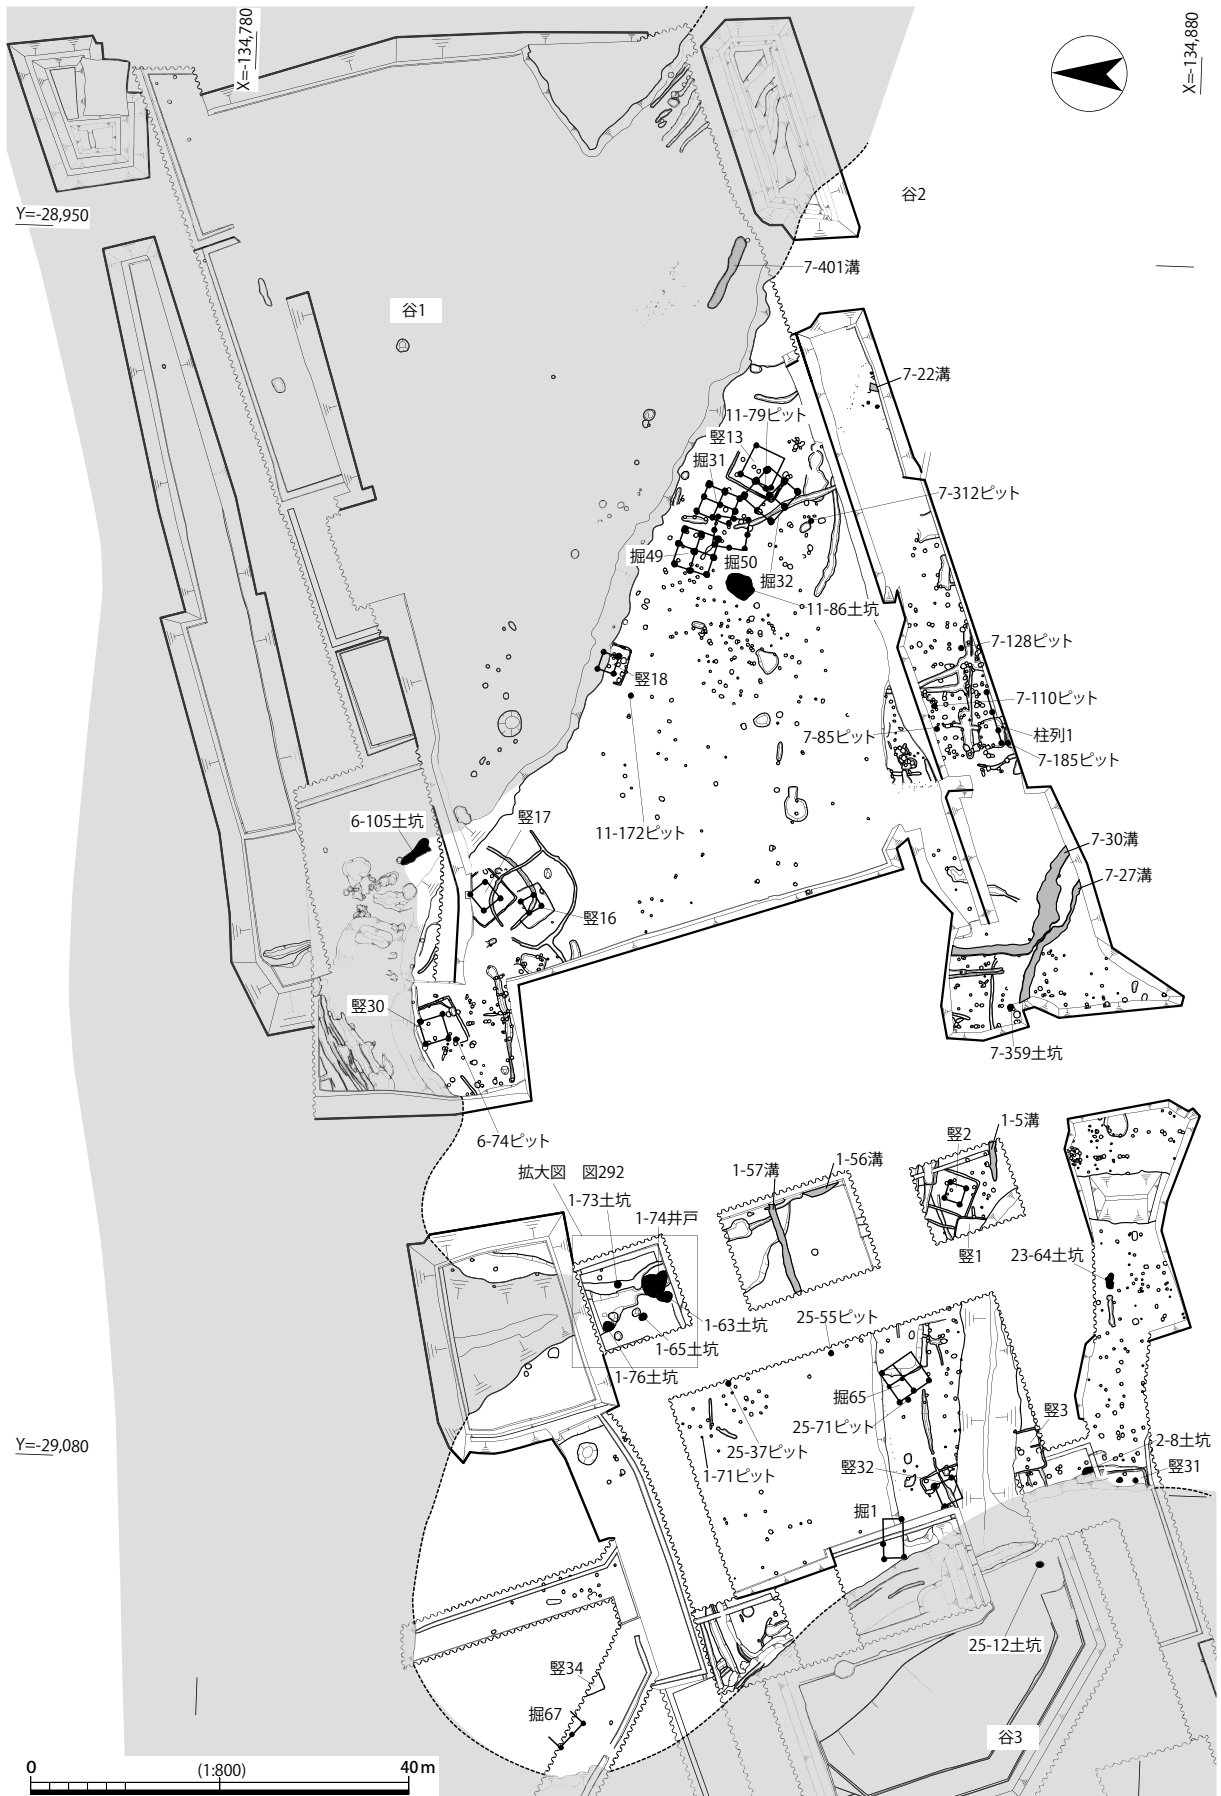 X=-134,780
X=-134,880
谷2
Y=-28,950
7-401溝
谷1
7-22溝
11-79ピット
竪13
掘31
7-312ピット
掘49
掘50
掘32
11-86土坑
7-128ピット
竪18
7-110ピット
7-85ピット
柱列1
7-185ピット
6-105土坑
竪17
11-172ピット
7-30溝
7-27溝
竪16
竪30
7-359土坑
6-74ピット
竪2
1-5溝
拡大図 図292
1-57溝
1-56溝
1-73土坑
1-74井戸
竪1
23-64土坑
1-63土坑
25-55ピット
1-65土坑
1-76土坑
掘65
竪3
25-71ピット
Y=-29,080
25-37ピット
2-8土坑
1-71ピット
竪32
竪31
掘1
25-12土坑
竪34
掘67
谷3
0 (1:800) 40m